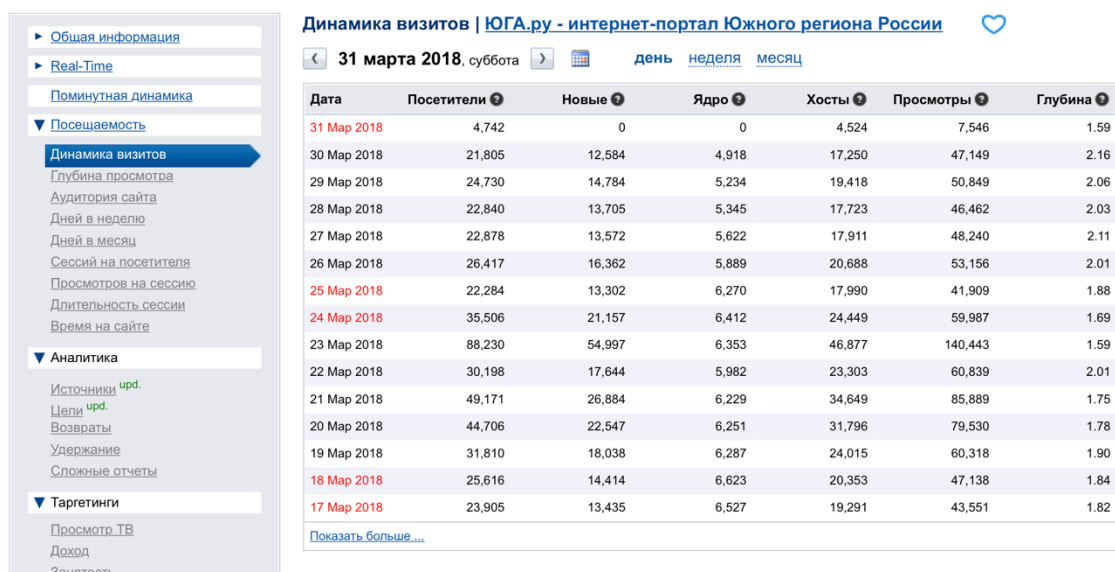 Общая информация
Real-Time
Поминутная динамика
Посещаемость
Динамика визитов
Глубина просмотра
Аудитория сайта
Дней в неделю
Дней в месяц
Сессий на посетителя
Просмотров на сессию
Длительность сессии
Время на сайте
Аналитика
Источники upd.
Цели upd.
Возвраты
Удержание
Сложные отчеты
Таргетинги
Просмотр ТВ
Доход
Занятость
Динамика визитов | ЮГА.ру - интернет-портал Южного региона России
31 марта 2018, суббота день неделя месяц
Дата Посетители Новые Ядро Хосты Просмотры Глубина
31 Мар 2018 4,742 0 0 4,524 7,546 1.59
30 Мар 2018 21,805 12,584 4,918 17,250 47,149 2.16
29 Мар 2018 24,730 14,784 5,234 19,418 50,849 2.06
28 Мар 2018 22,840 13,705 5,345 17,723 46,462 2.03
27 Мар 2018 22,878 13,572 5,622 17,911 48,240 2.11
26 Мар 2018 26,417 16,362 5,889 20,688 53,156 2.01
25 Мар 2018 22,284 13,302 6,270 17,990 41,909 1.88
24 Мар 2018 35,506 21,157 6,412 24,449 59,987 1.69
23 Мар 2018 88,230 54,997 6,353 46,877 140,443 1.59
22 Мар 2018 30,198 17,644 5,982 23,303 60,839 2.01
21 Мар 2018 49,171 26,884 6,229 34,649 85,889 1.75
20 Мар 2018 44,706 22,547 6,251 31,796 79,530 1.78
19 Мар 2018 31,810 18,038 6,287 24,015 60,318 1.90
18 Мар 2018 25,616 14,414 6,623 20,353 47,138 1.84
17 Мар 2018 23,905 13,435 6,527 19,291 43,551 1.82
Показать больше ...